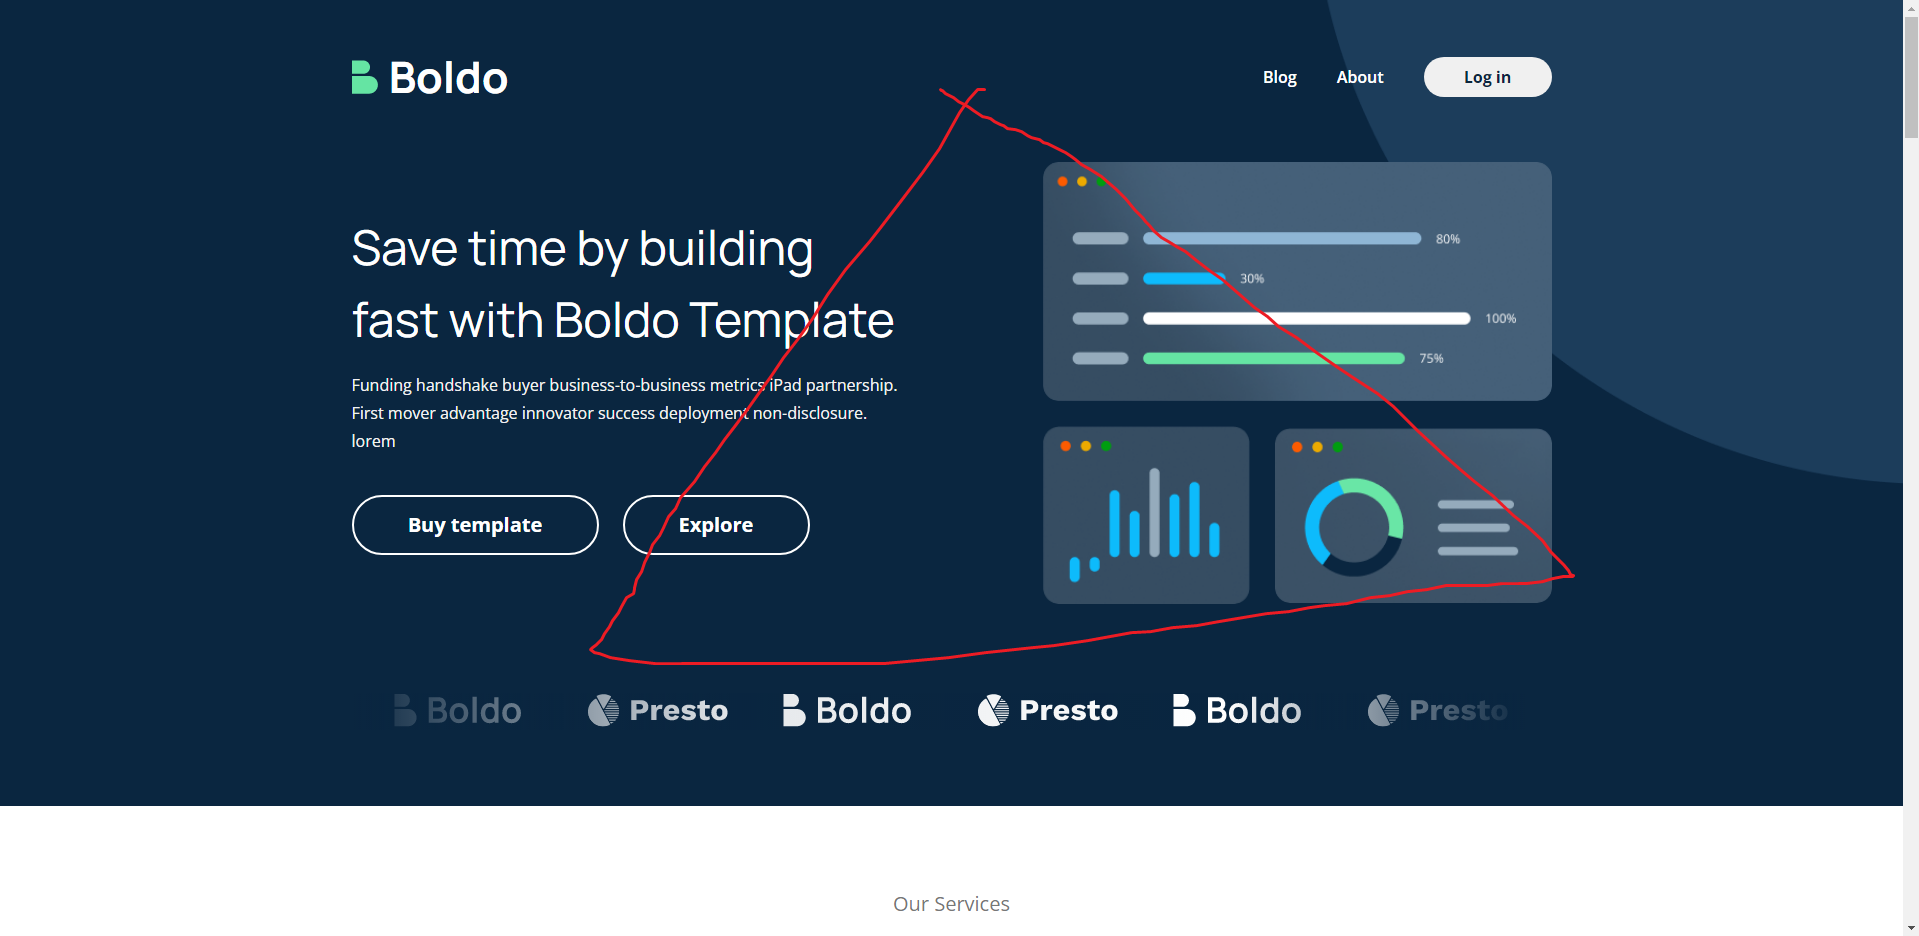 Boldo
Blog About Log in
Save time by building
fast with Boldo Template
Funding handshake buyer business-to-business metrics iPad partnership.
First mover advantage innovator success deployment non-disclosure.
lorem
Buy template Explore
80%
30%
100%
75%
Boldo Presto Boldo Presto Boldo Presto
Our Services